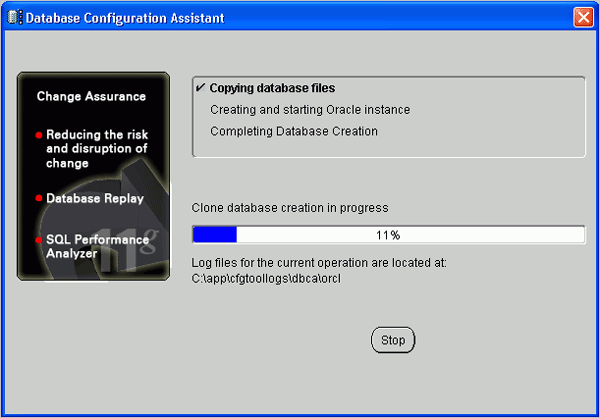 Database Configuration Assistant
Change Assurance
Reducing the risk
and disruption of
change
Database Replay
SQL Performance
Analyzer
11g
Copying database files
Creating and starting Oracle instance
Completing Database Creation
Clone database creation in progress
11%
Log files for the current operation are located at:
C:\app\cfgtoollogs\dbca\orcl
Stop